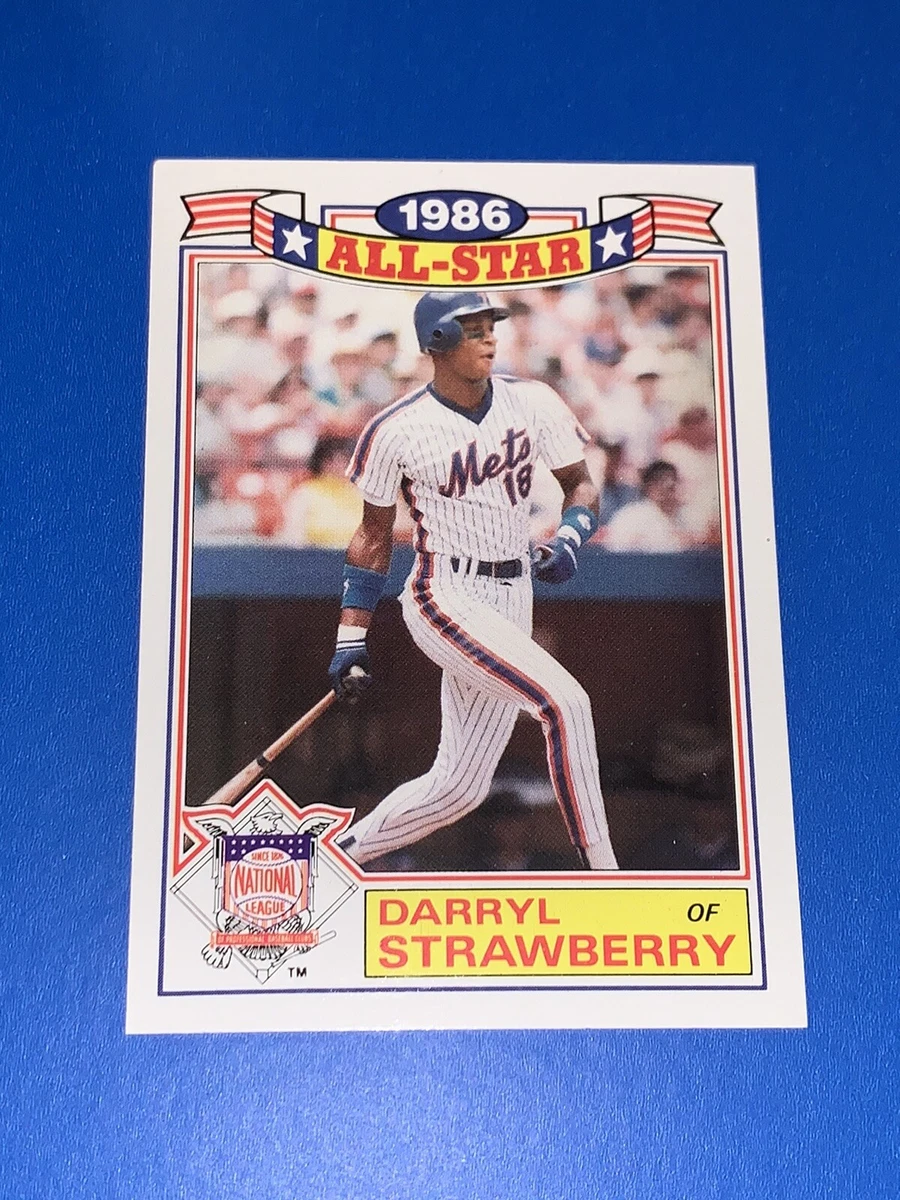 1986
ALL-STAR
Mets
18
SINCE 1876
NATIONAL
LEAGUE
OF PROFESSIONAL BASEBALL CLUBS
TM
DARRYL OF
STRAWBERRY